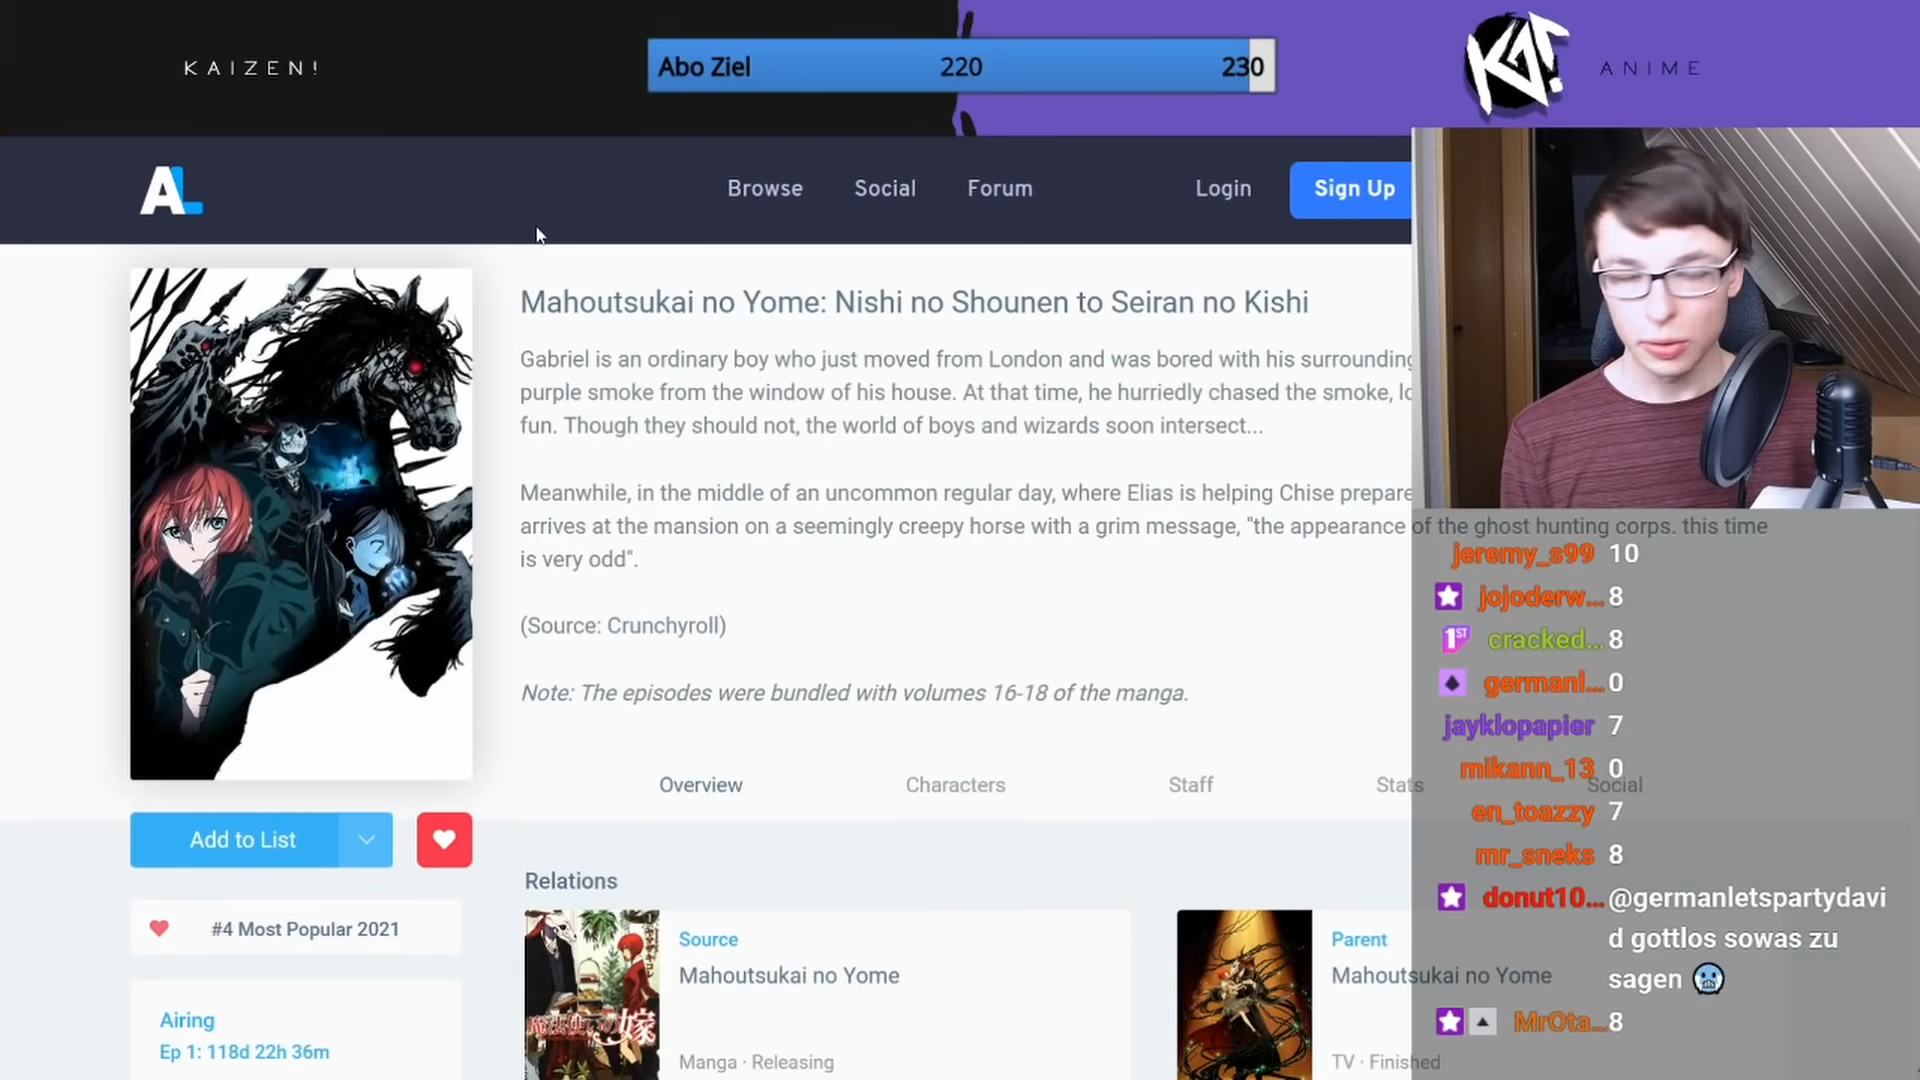 KAIZEN!
Abo Ziel 220 230
KA!
ANIME
AL
Browse Social Forum Login Sign Up
Mahoutsukai no Yome: Nishi no Shounen to Seiran no Kishi
Gabriel is an ordinary boy who just moved from London and was bored with his surrounding
purple smoke from the window of his house. At that time, he hurriedly chased the smoke, lo
fun. Though they should not, the world of boys and wizards soon intersect...
Meanwhile, in the middle of an uncommon regular day, where Elias is helping Chise prepare
arrives at the mansion on a seemingly creepy horse with a grim message, "the appearance of the ghost hunting corps. this time
is very odd".
(Source: Crunchyroll)
Note: The episodes were bundled with volumes 16-18 of the manga.
Overview Characters Staff Stats Social
Add to List
#4 Most Popular 2021
Airing
Ep 1: 118d 22h 36m
Relations
魔法使いの嫁
Source
Mahoutsukai no Yome
Manga · Releasing
Parent
Mahoutsukai no Yome
TV · Finished
jeremy_s99 10
jojoderw... 8
1ST cracked... 8
germanl... 0
jayklopapier 7
mikann_13 0
en_toazzy 7
mr_sneks 8
donut10... @germanletspartydavi
d gottlos sowas zu
sagen
MrOta... 8